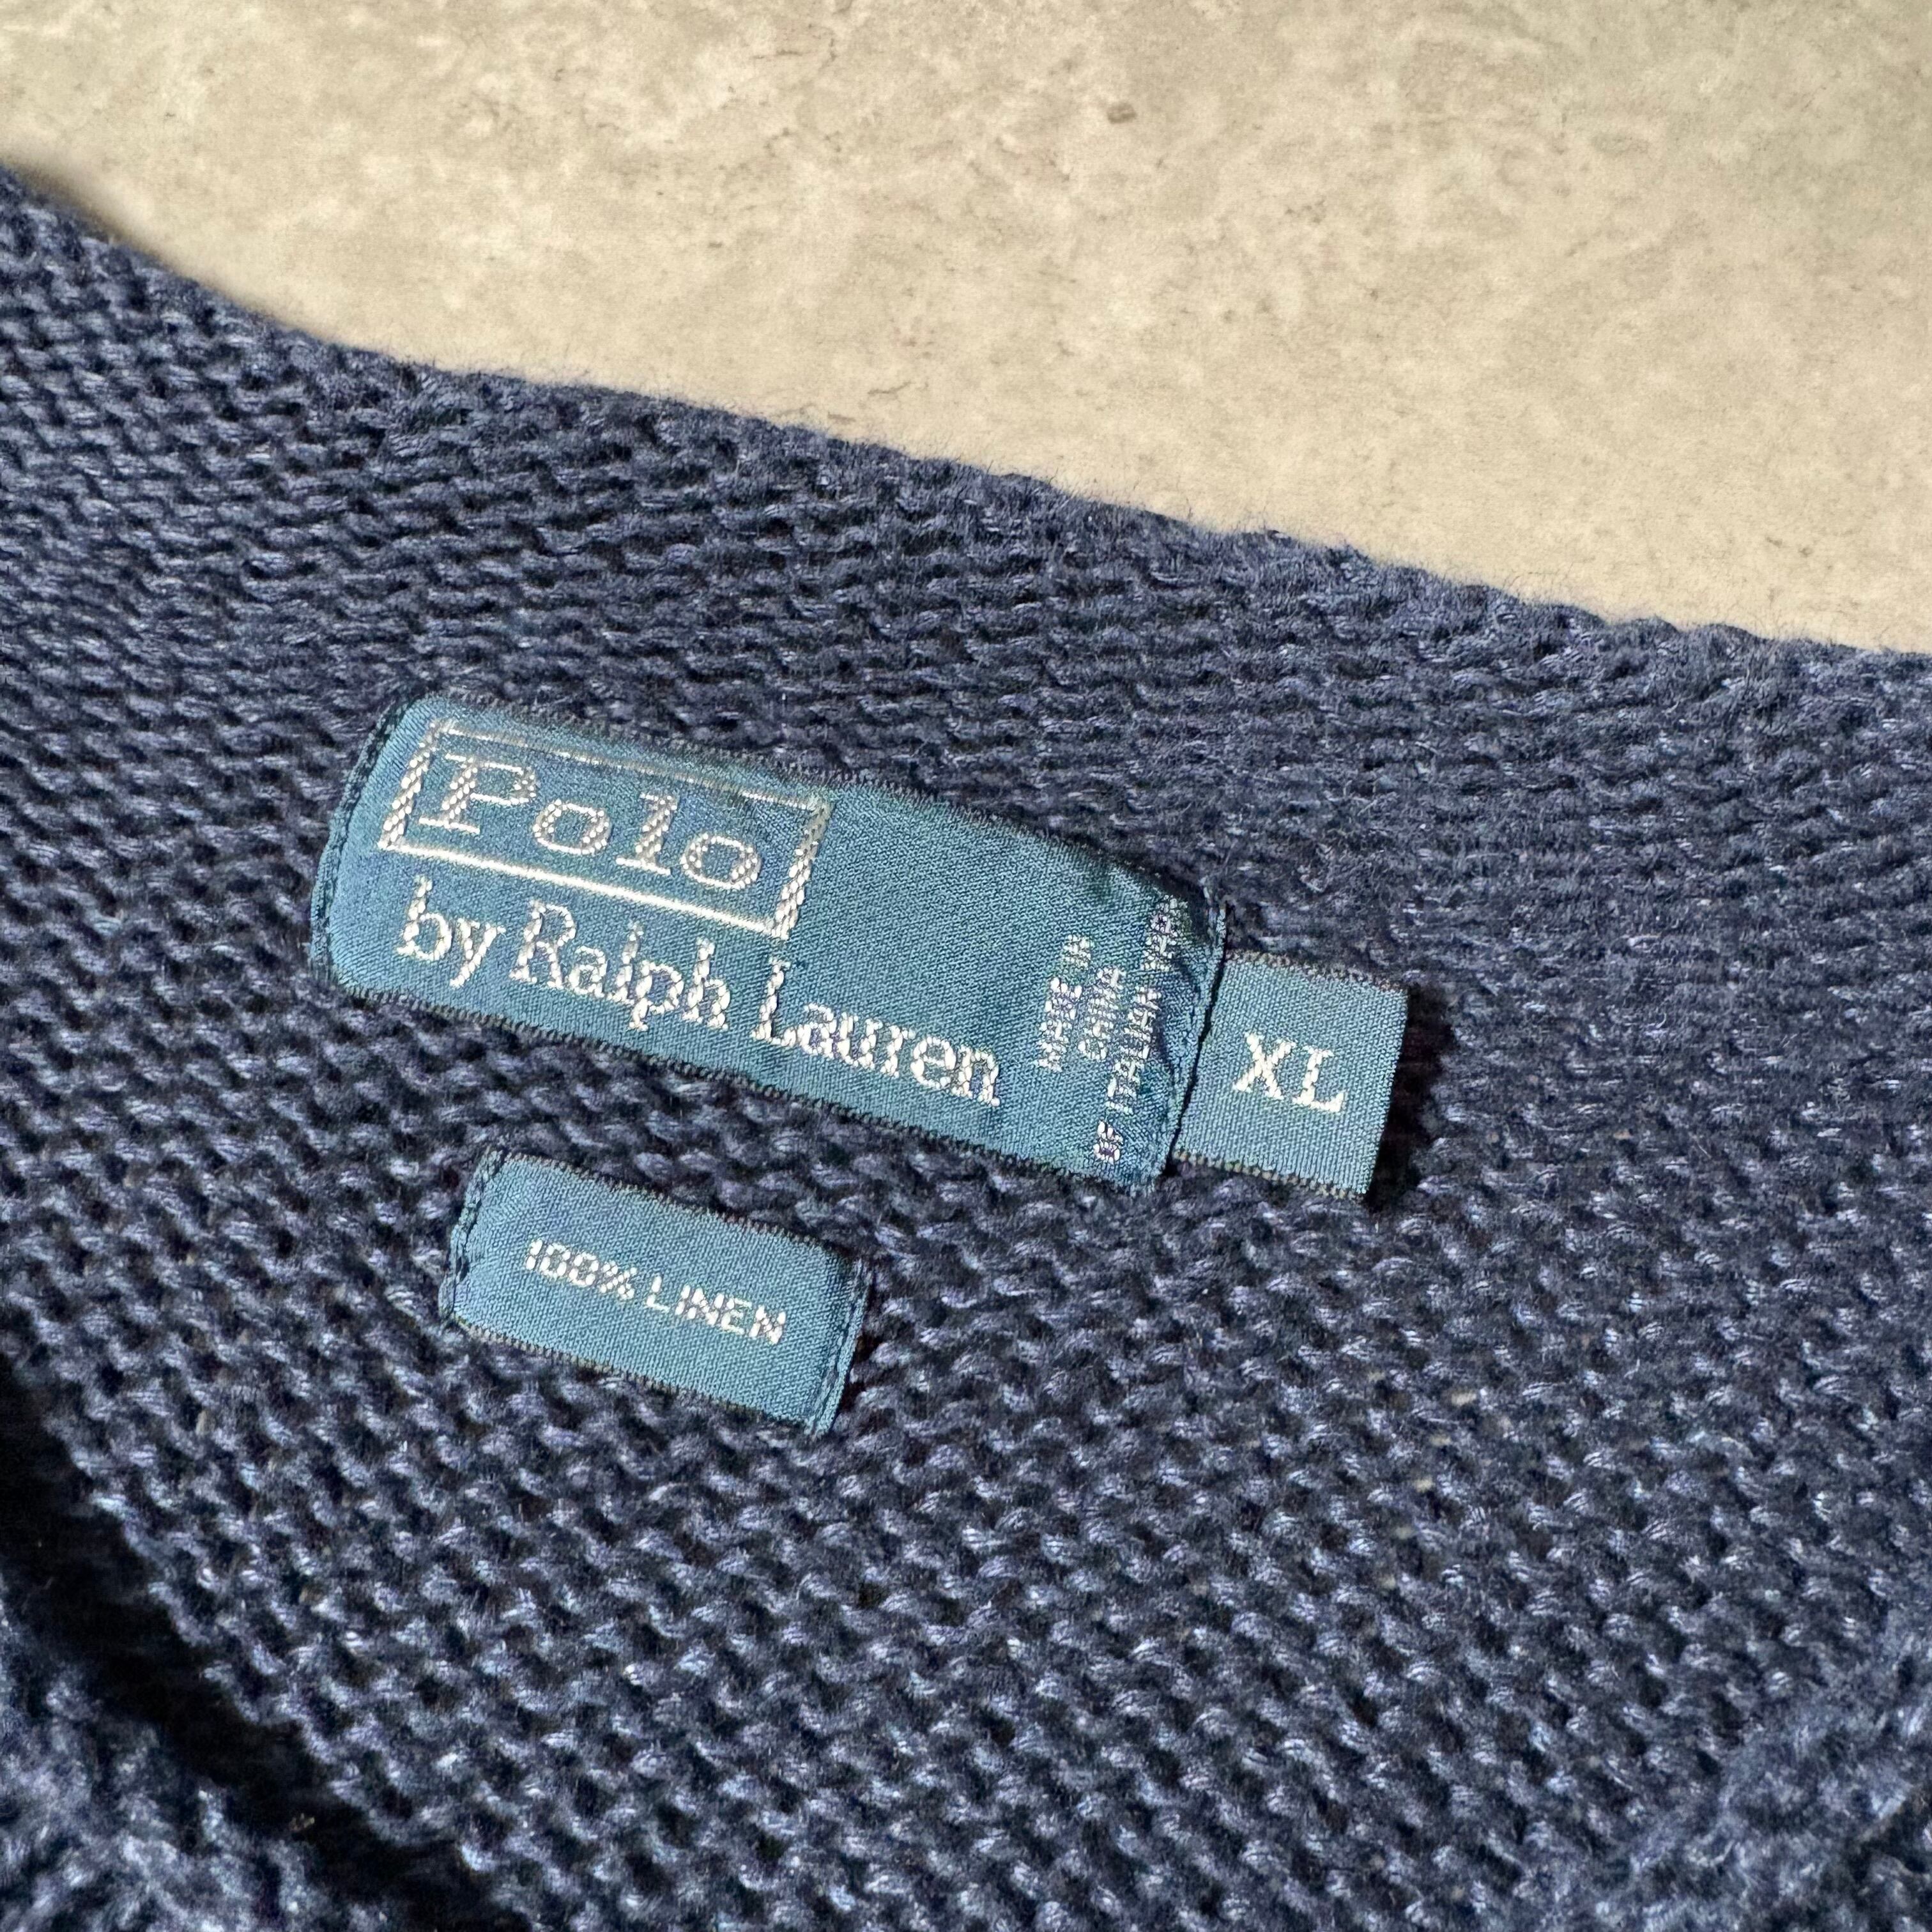 Polo
by Ralph Lauren
MADE IN
CHINA
OF ITALIAN YARN
XL
100% LINEN